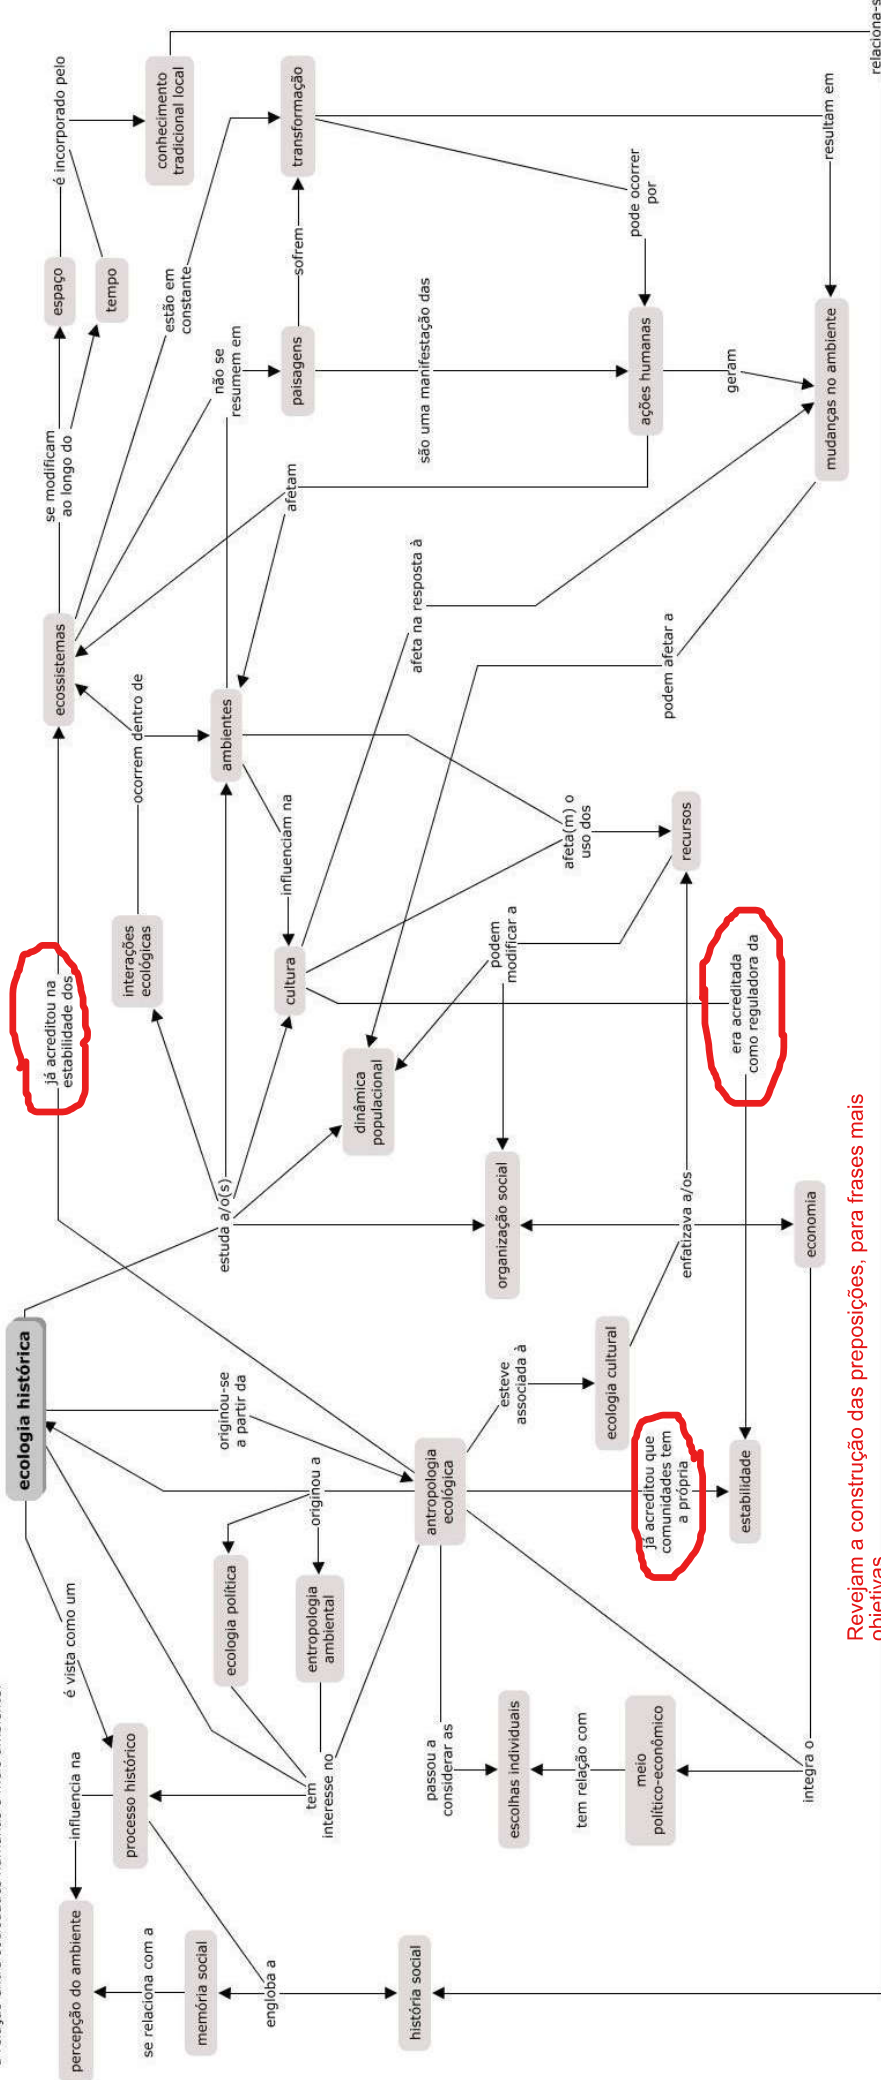 ecologia histórica
é vista como um
processo histórico
influencia na
percepção do ambiente
se relaciona com a
memória social
engloba a
história social
tem
interesse no
ecologia política
entropologia
ambiental
originou a
originou-se
a partir da
antropologia
ecológica
passou a
considerar as
escolhas individuais
tem relação com
meio
político-econômico
integra o
esteve
associada à
ecologia cultural
já acreditou que
comunidades tem
a própria
estabilidade
enfatizava a/os
economia
organização social
estuda a/o(s)
dinâmica
populacional
já acreditou na
estabilidade dos
interações
ecológicas
ocorrem dentro de
cultura
influenciam na
ambientes
podem
modificar a
afeta(m) o
uso dos
recursos
era acreditada
como reguladora da
ecossistemas
se modificam
ao longo do
espaço
tempo
é incorporado pelo
conhecimento
tradicional local
estão em
constante
transformação
não se
resumem em
paisagens
sofrem
afetam
são uma manifestação das
pode ocorrer
por
ações humanas
geram
resultam em
mudanças no ambiente
afeta na resposta à
podem afetar a
relaciona-s
Revejam a construção das preposições, para frases mais
objetivas